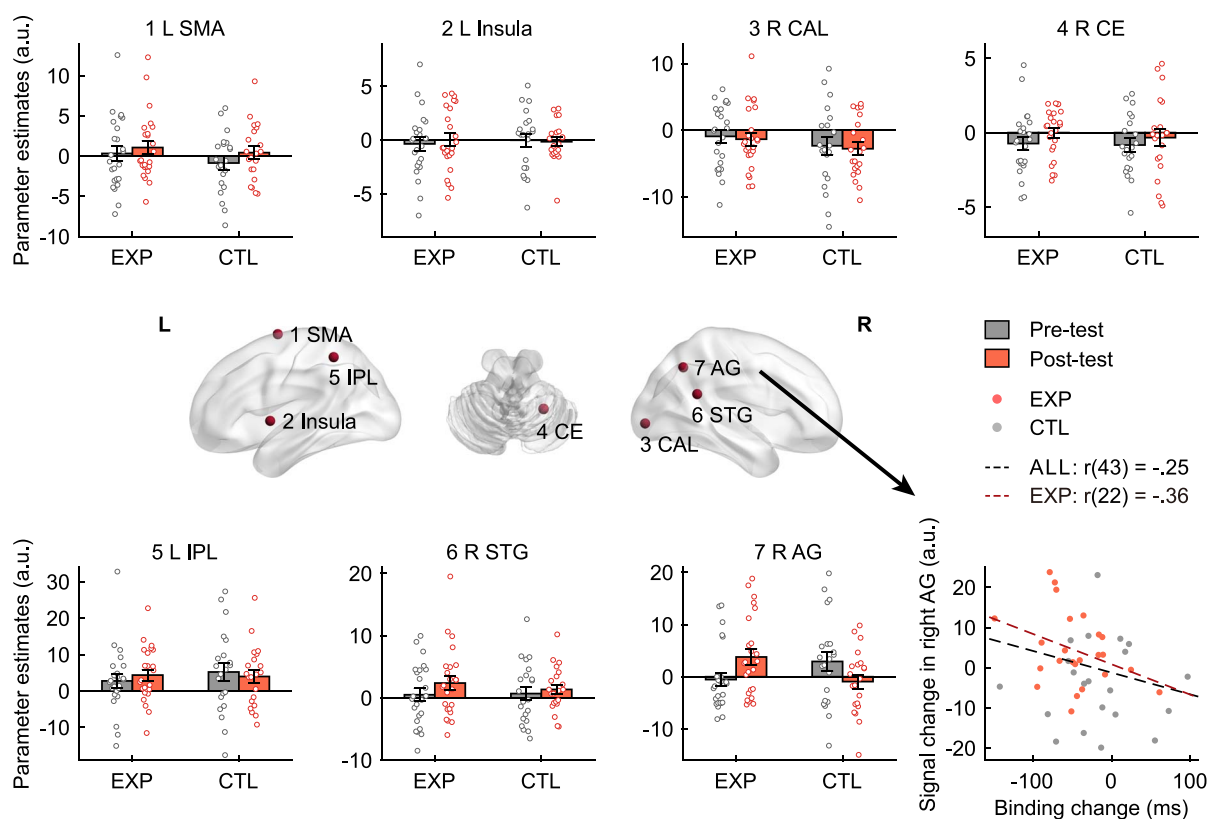 1 L SMA
2 L Insula
3 R CAL
4 R CE
Parameter estimates (a.u.)
10
5
0
-5
-10
EXP
CTL
5
0
-5
EXP
CTL
10
0
-10
EXP
CTL
5
0
-5
EXP
CTL
L
R
1 SMA
5 IPL
2 Insula
4 CE
7 AG
6 STG
3 CAL
Pre-test
Post-test
EXP
CTL
ALL: r(43) = -.25
EXP: r(22) = -.36
5 L IPL
6 R STG
7 R AG
Parameter estimates (a.u.)
30
20
10
0
-10
EXP
CTL
20
10
0
-10
EXP
CTL
20
10
0
-10
EXP
CTL
Signal change in right AG (a.u.)
20
10
0
-10
-20
-100
0
100
Binding change (ms)